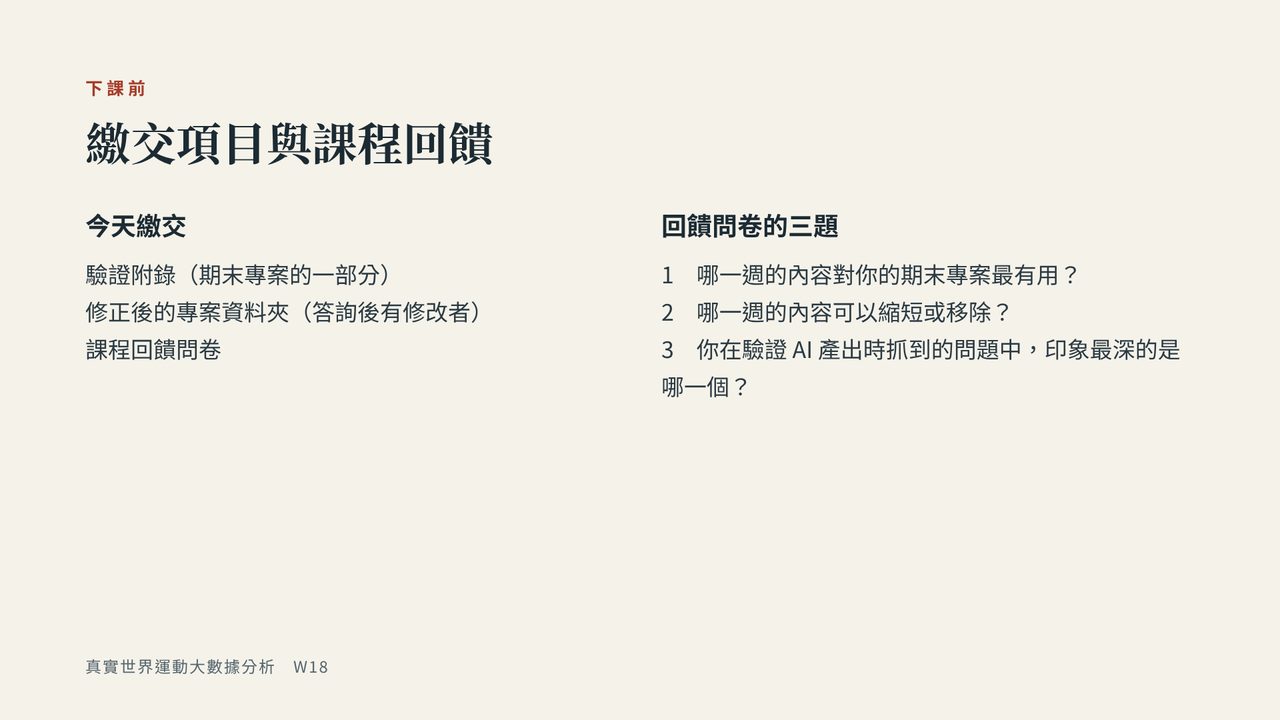 下課前
繳交項目與課程回饋
今天繳交
驗證附錄（期末專案的一部分）
修正後的專案資料夾（答詢後有修改者）
課程回饋問卷
回饋問卷的三題
1　哪一週的內容對你的期末專案最有用？
2　哪一週的內容可以縮短或移除？
3　你在驗證 AI 產出時抓到的問題中，印象最深的是
哪一個？
真實世界運動大數據分析　W18